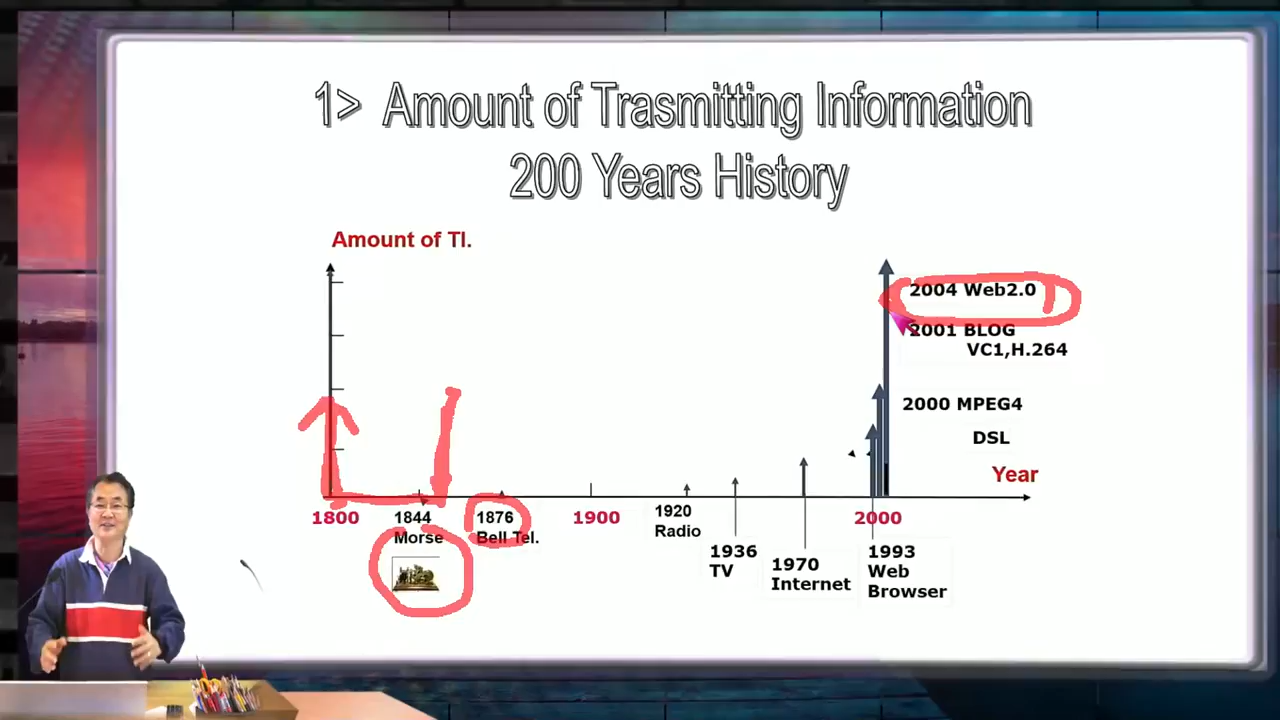 1> Amount of Trasmitting Information
200 Years History
Amount of TI.
2004 Web2.0
2001 BLOG
VC1,H.264
2000 MPEG4
DSL
Year
1800
1844
Morse
1876
Bell Tel.
1900
1920
Radio
1936
TV
1970
Internet
2000
1993
Web
Browser